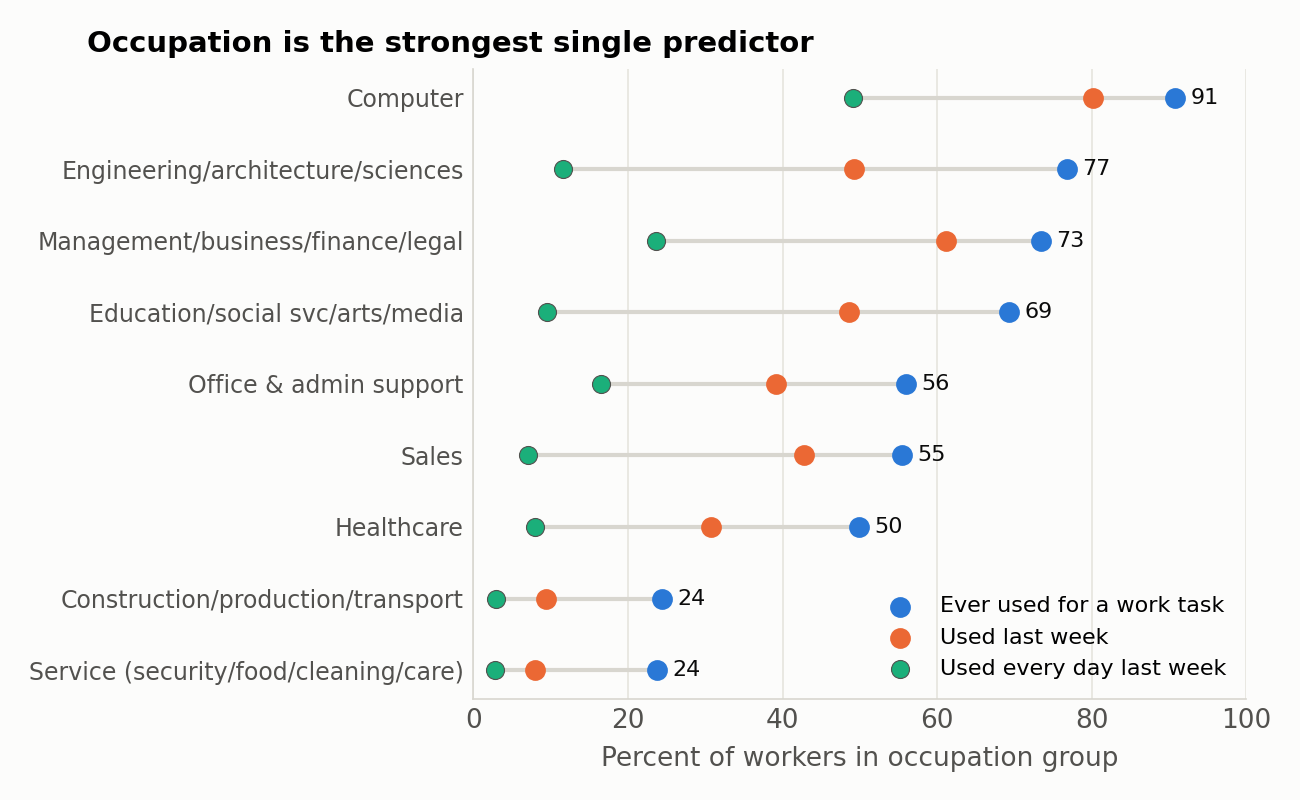 Occupation is the strongest single predictor
Computer
91
Engineering/architecture/sciences
77
Management/business/finance/legal
73
Education/social svc/arts/media
69
Office & admin support
56
Sales
55
Healthcare
50
Construction/production/transport
24
Service (security/food/cleaning/care)
24
Ever used for a work task
Used last week
Used every day last week
0 20 40 60 80 100
Percent of workers in occupation group